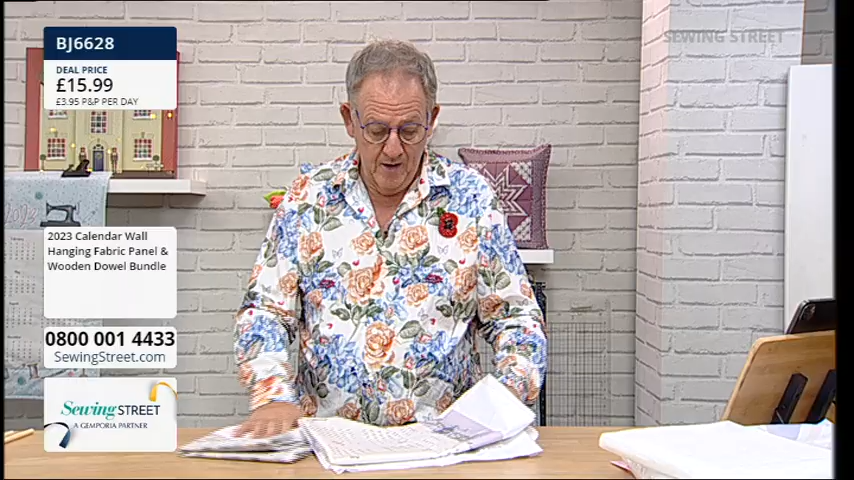 BJ6628
DEAL PRICE
£15.99
£3.95 P&P PER DAY
SEWING STREET
2023
2023 Calendar Wall
Hanging Fabric Panel &
Wooden Dowel Bundle
0800 001 4433
SewingStreet.com
Sewing STREET
A GEMPORIA PARTNER